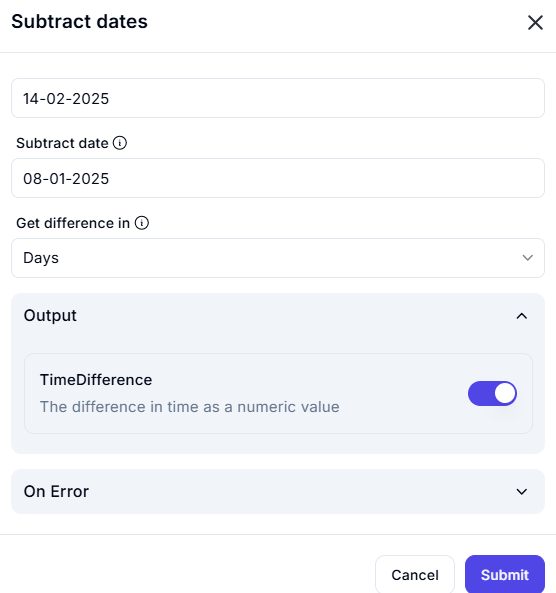 Subtract dates
14-02-2025
Subtract date
08-01-2025
Get difference in
Days
Output
TimeDifference
The difference in time as a numeric value
On Error
Cancel
Submit